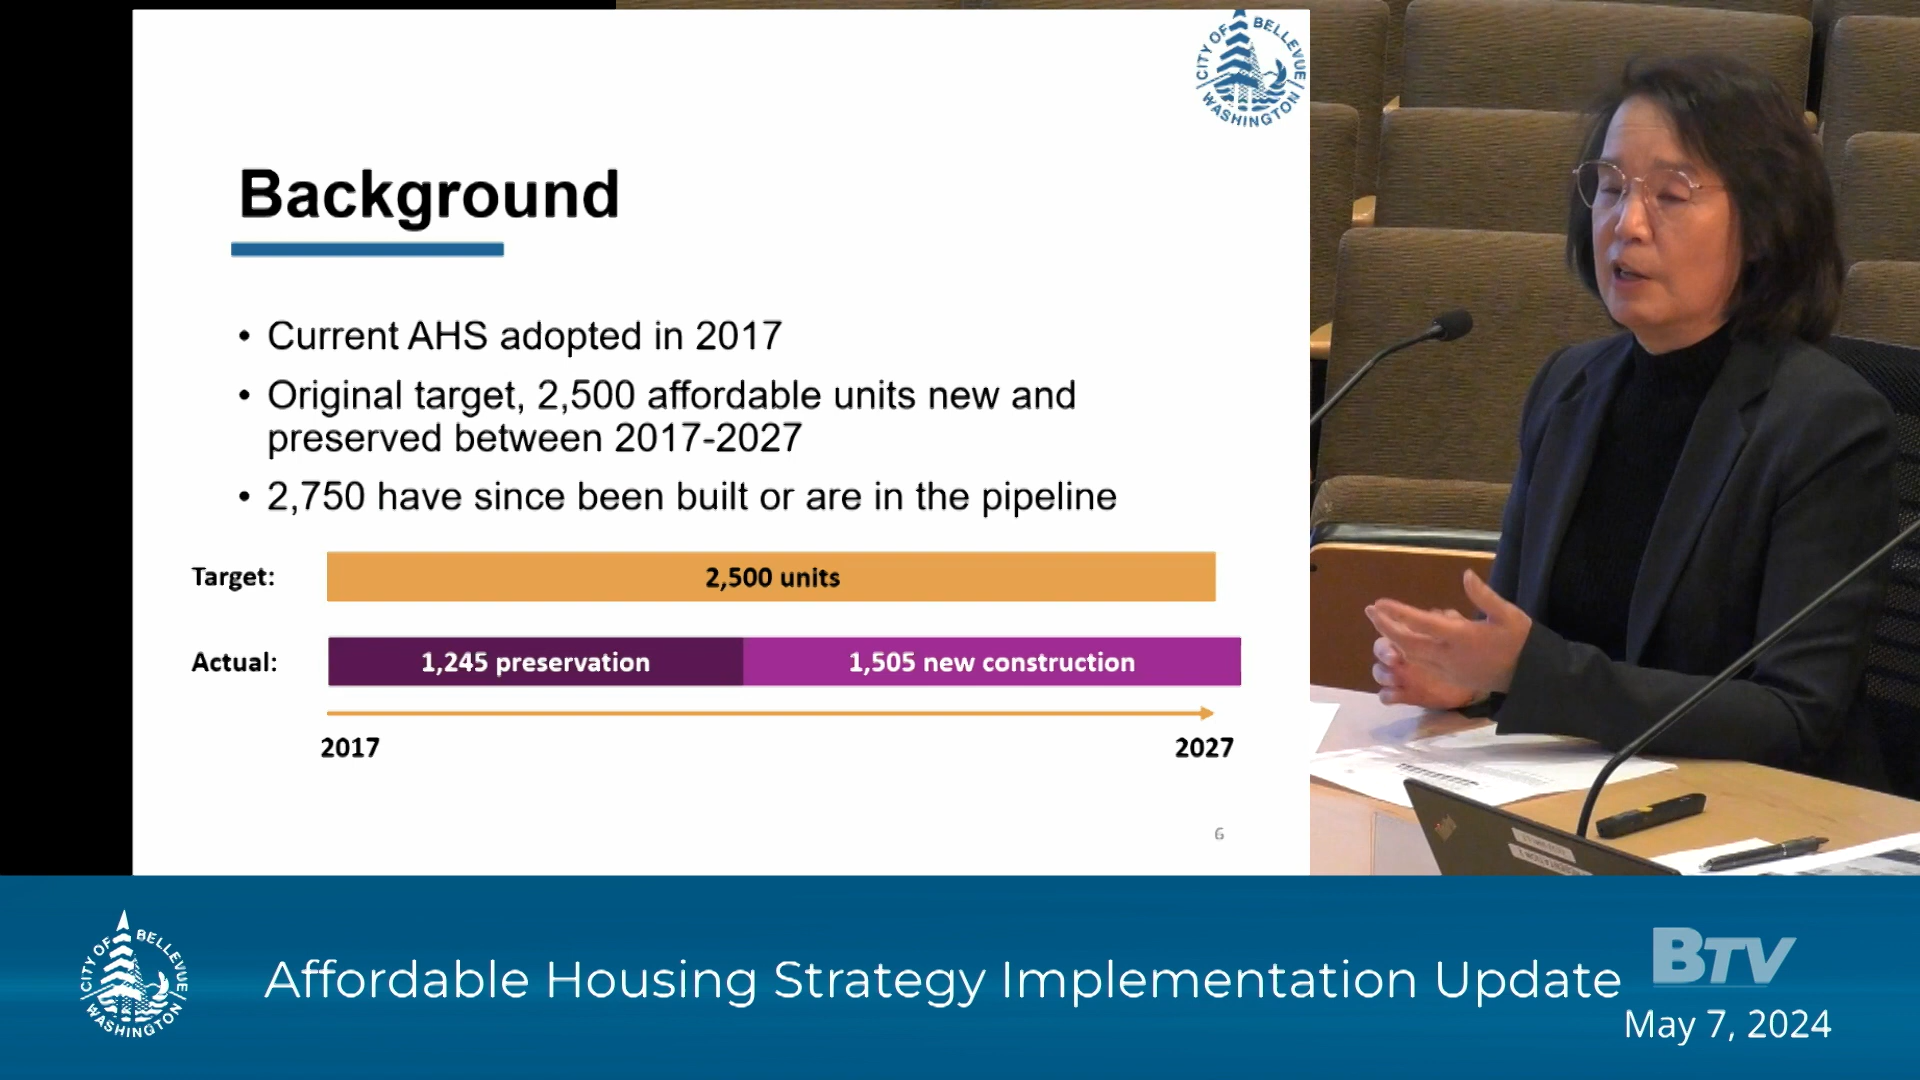 CITY OF BELLEVUE
WASHINGTON
Background
• Current AHS adopted in 2017
• Original target, 2,500 affordable units new and
preserved between 2017-2027
• 2,750 have since been built or are in the pipeline
Target:
2,500 units
Actual:
1,245 preservation
1,505 new construction
2017
2027
6
CITY OF BELLEVUE
WASHINGTON
Affordable Housing Strategy Implementation Update
BTV
May 7, 2024